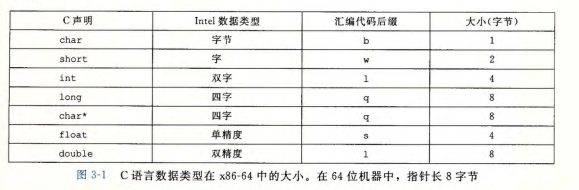 C 声明 Intel 数据类型 汇编代码后缀 大小(字节)
char 字节 b 1
short 字 w 2
int 双字 l 4
long 四字 q 8
char* 四字 q 8
float 单精度 s 4
double 双精度 l 8
图 3-1 C 语言数据类型在 x86-64 中的大小。在 64 位机器中，指针长 8 字节